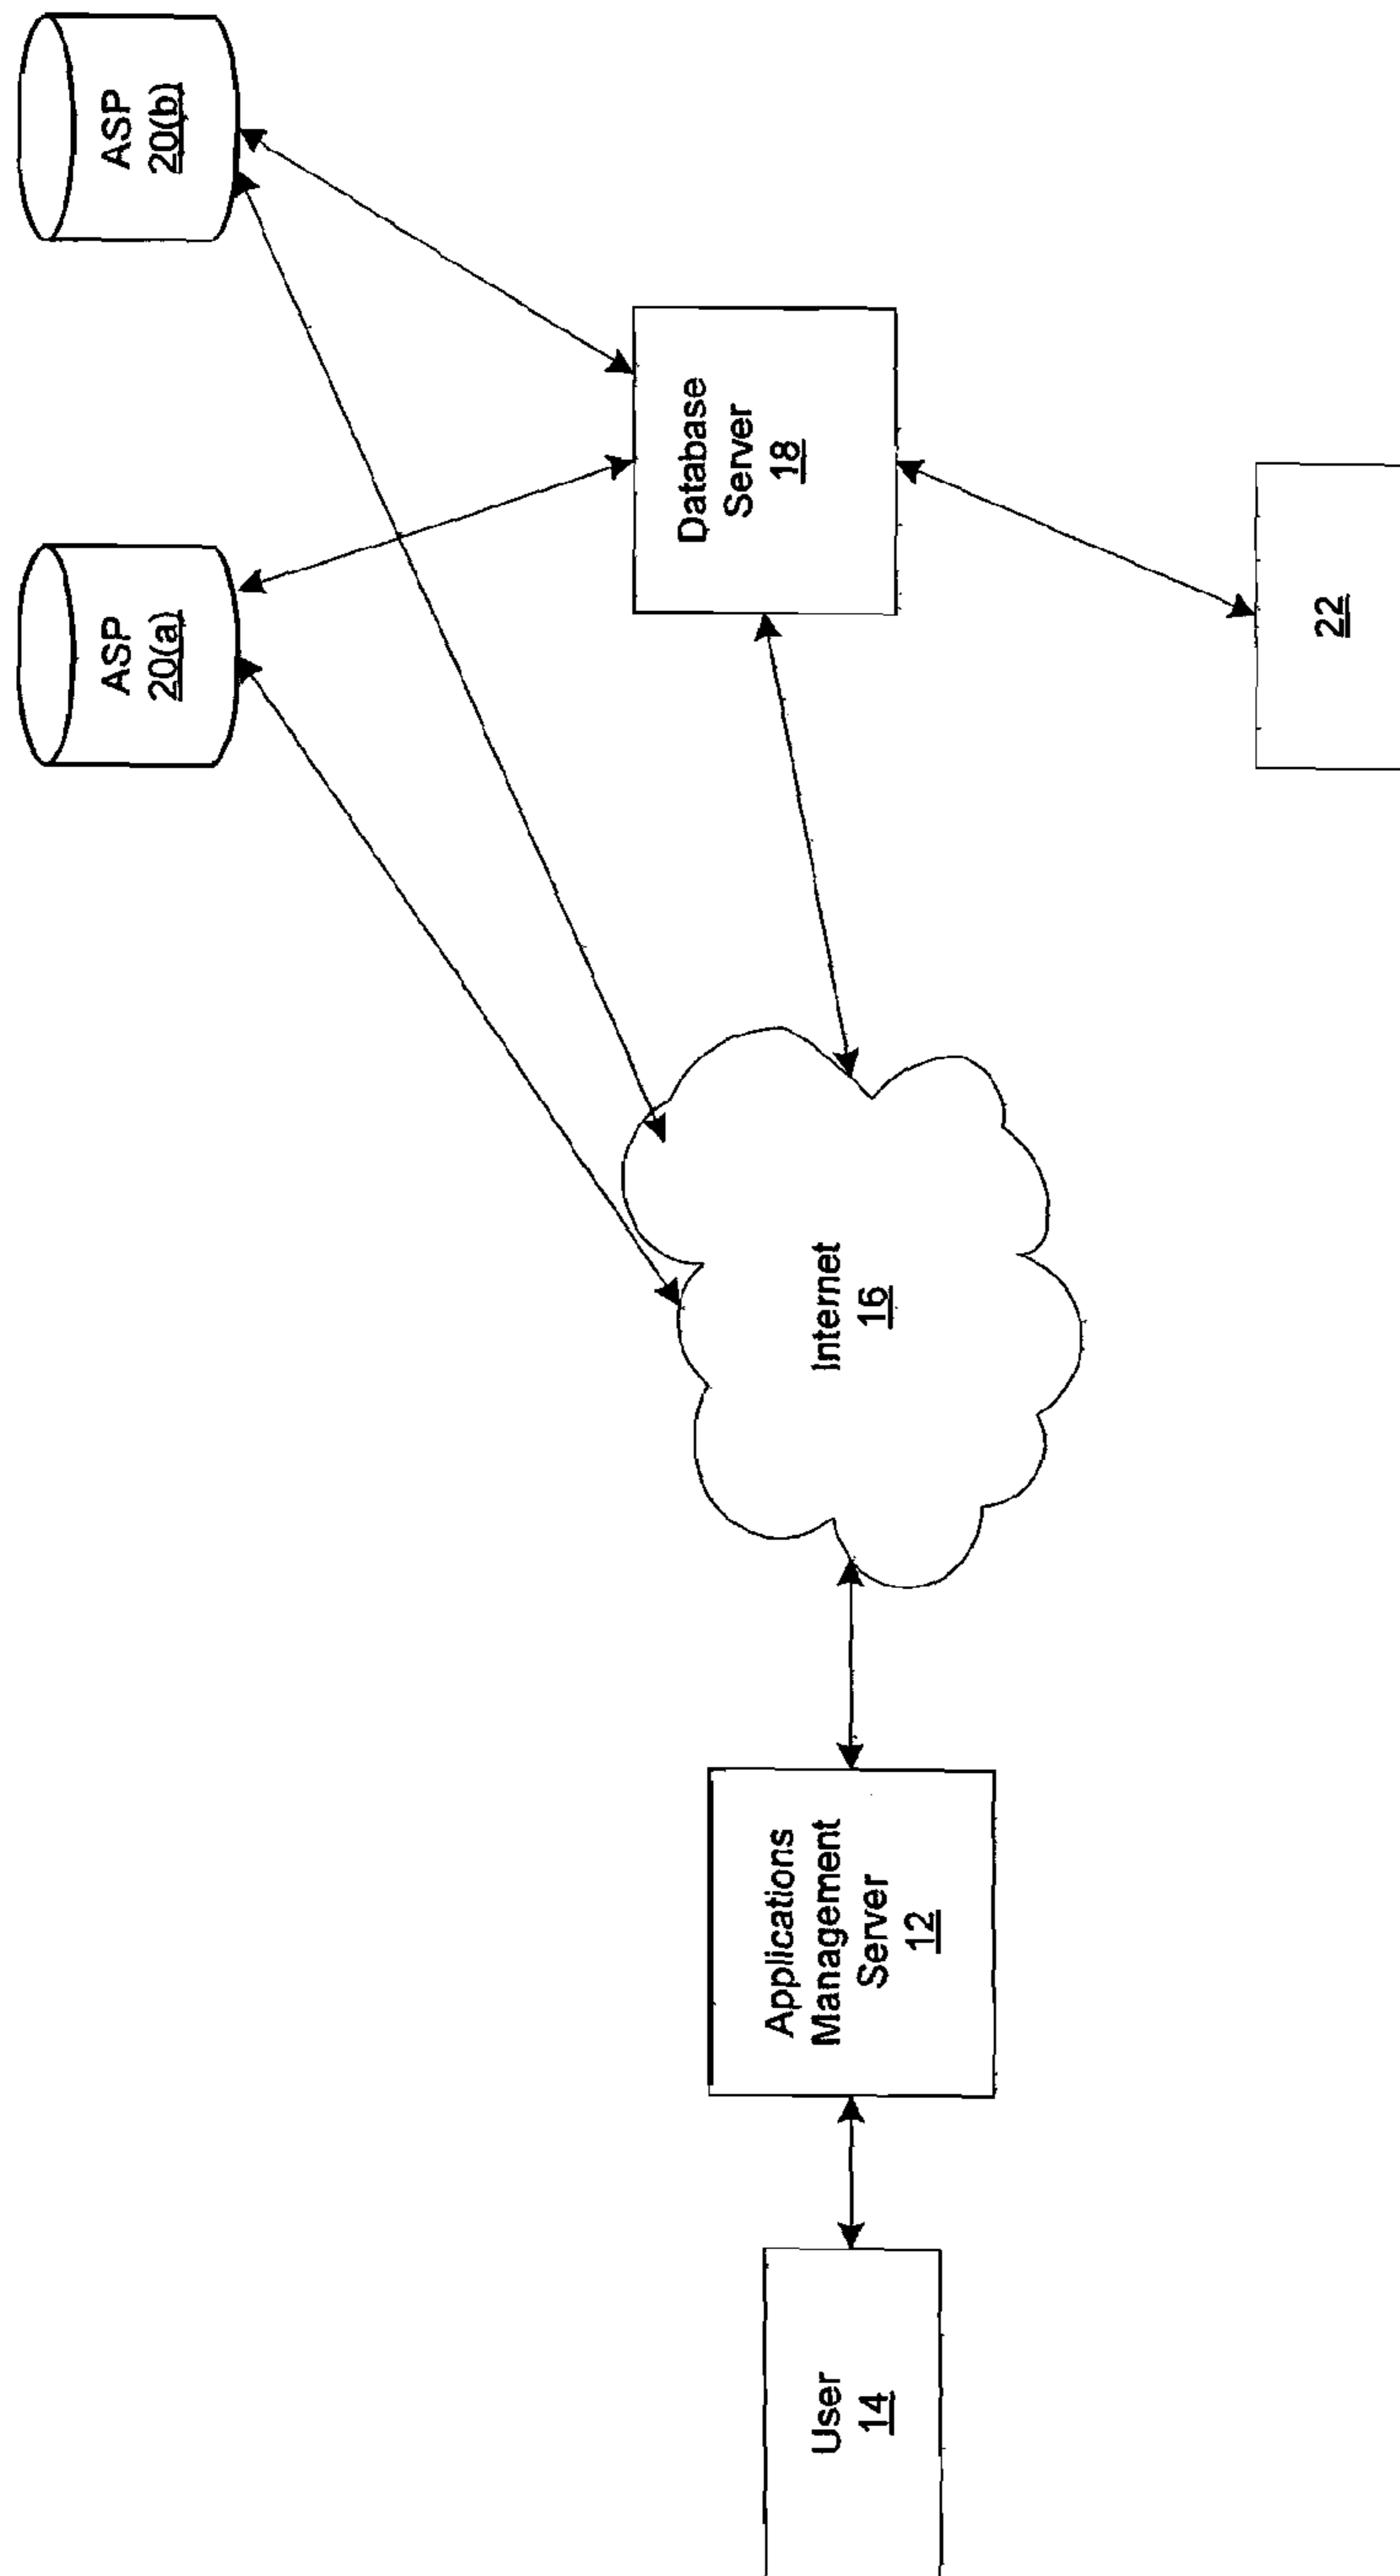 ASP
20(a)
ASP
20(b)
Database
Server
18
User
14
Applications
Management
Server
12
Internet
16
22